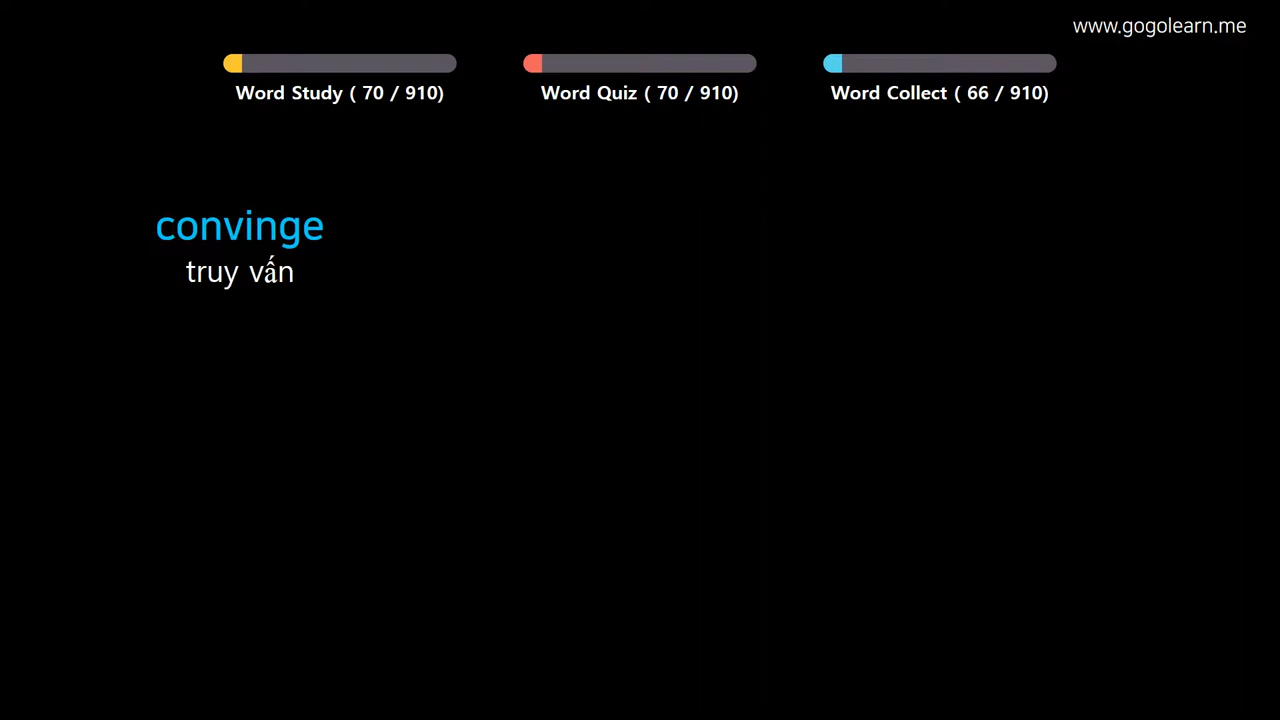 www.gogolearn.me
Word Study ( 70 / 910)
Word Quiz ( 70 / 910)
Word Collect ( 66 / 910)
convinge
truy vấn